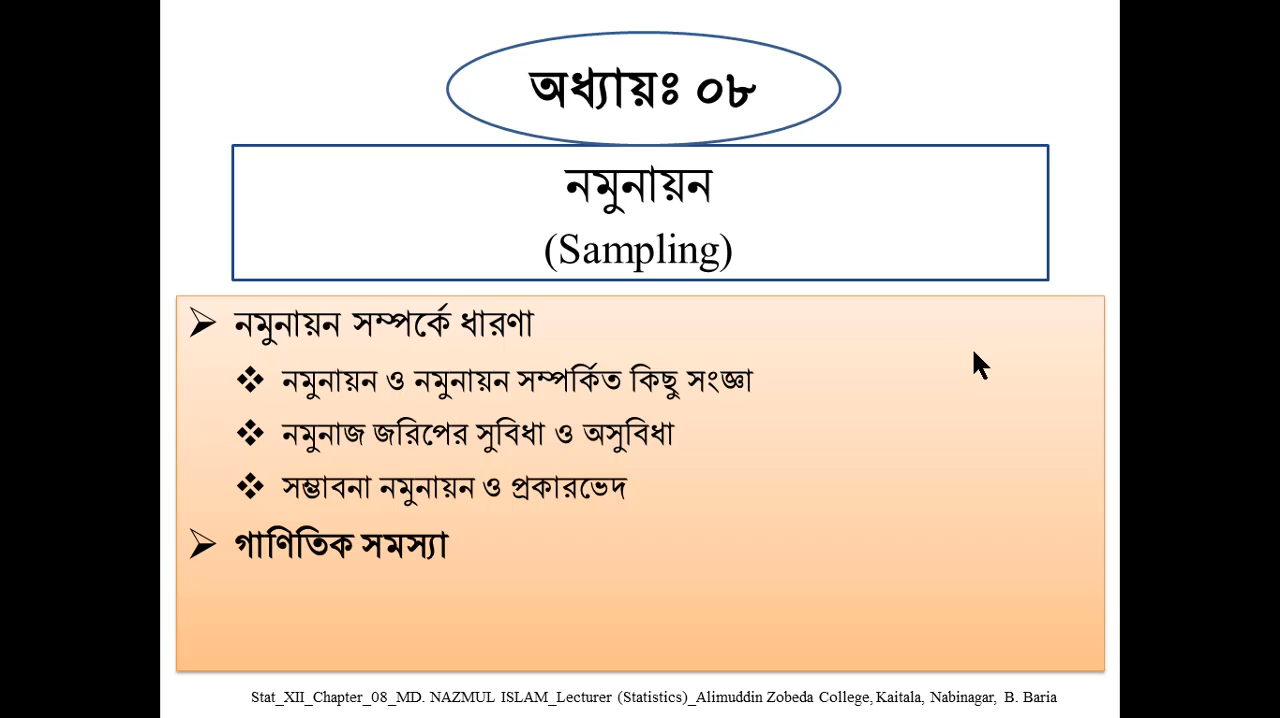 অধ্যায়ঃ ০৮
নমুনায়ন
(Sampling)
নমুনায়ন সম্পর্কে ধারণা
নমুনায়ন ও নমুনায়ন সম্পর্কিত কিছু সংজ্ঞা
নমুনাজ জরিপের সুবিধা ও অসুবিধা
সম্ভাবনা নমুনায়ন ও প্রকারভেদ
গাণিতিক সমস্যা
Stat_XII_Chapter_08_MD. NAZMUL ISLAM_Lecturer (Statistics)_Alimuddin Zobeda College, Kaitala, Nabinagar, B. Baria